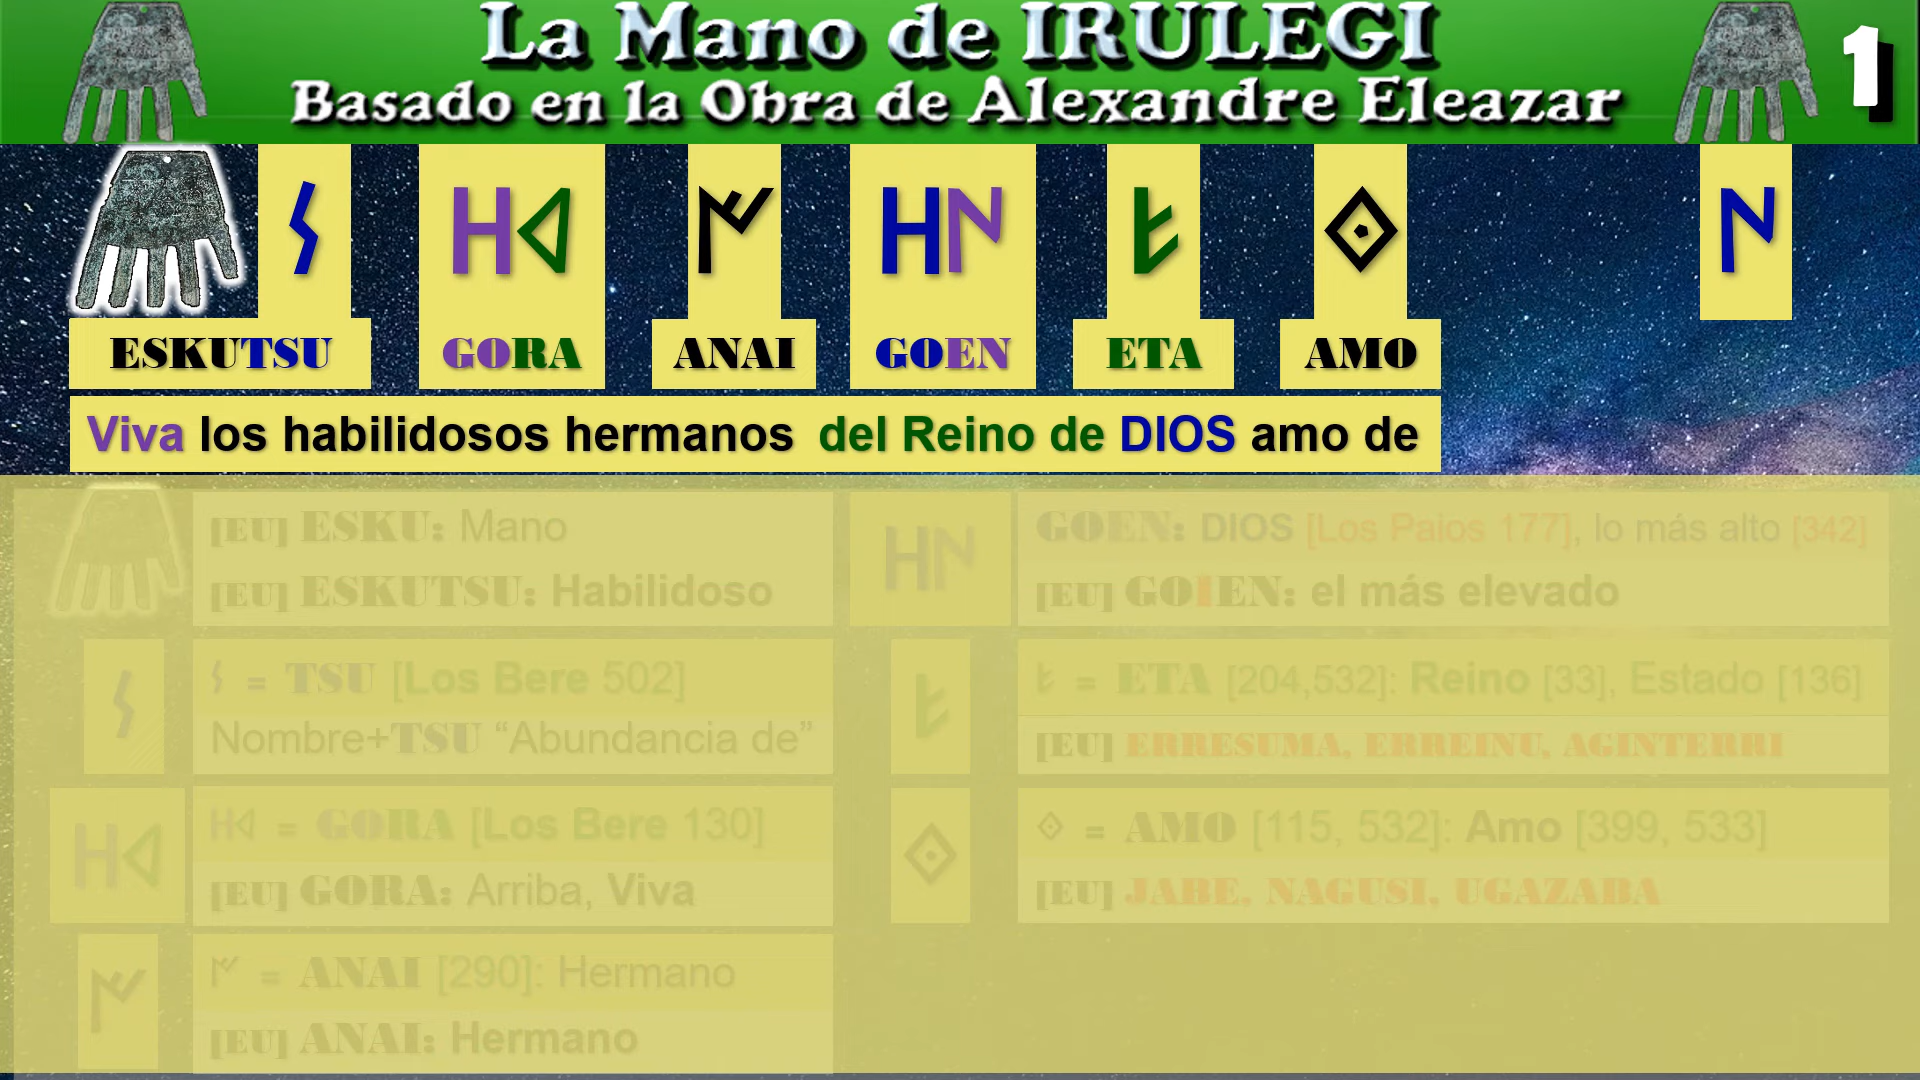 La Mano de IRULEGI
Basado en la Obra de Alexandre Eleazar
1
ESKUTSU GORA ANAI GOEN ETA AMO
Viva los habilidosos hermanos del Reino de DIOS amo de
[EU] ESKU: Mano
[EU] ESKUTSU: Habilidoso
= TSU [Los Bere 502]
Nombre+TSU “Abundancia de”
= GORA [Los Bere 130]
[EU] GORA: Arriba, Viva
= ANAI [290]: Hermano
[EU] ANAI: Hermano
GOEN: DIOS [Los Paios 177], lo más alto [342]
[EU] GOIEN: el más elevado
= ETA [204,532]: Reino [33], Estado [136]
[EU] ERRESUMA, ERREINU, AGINTERRI
= AMO [115, 532]: Amo [399, 533]
[EU] JABE, NAGUSI, UGAZABA